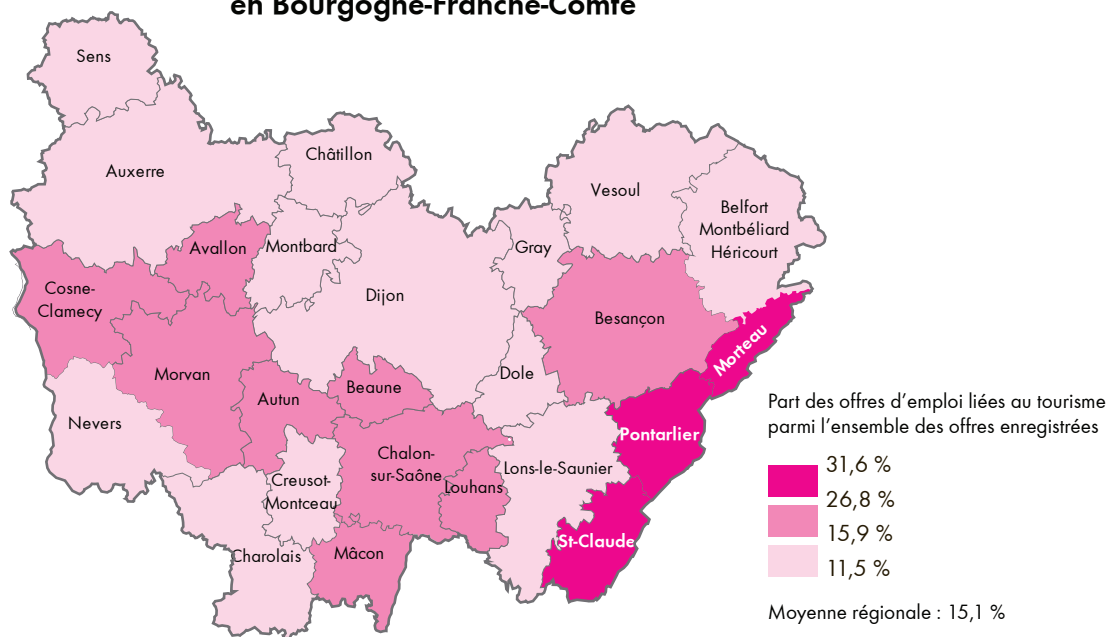 en Bourgogne-Franche-Comté
Sens
Auxerre
Châtillon
Vesoul
Belfort
Montbéliard
Héricourt
Avallon
Montbard
Gray
Cosne-
Clamecy
Dijon
Besançon
Morteau
Morvan
Autun
Beaune
Dole
Nevers
Pontarlier
Chalon-
sur-Saône
Creusot-
Montceau
Louhans
Lons-le-Saunier
St-Claude
Charolais
Mâcon
Part des offres d’emploi liées au tourisme
parmi l’ensemble des offres enregistrées
31,6 %
26,8 %
15,9 %
11,5 %
Moyenne régionale : 15,1 %